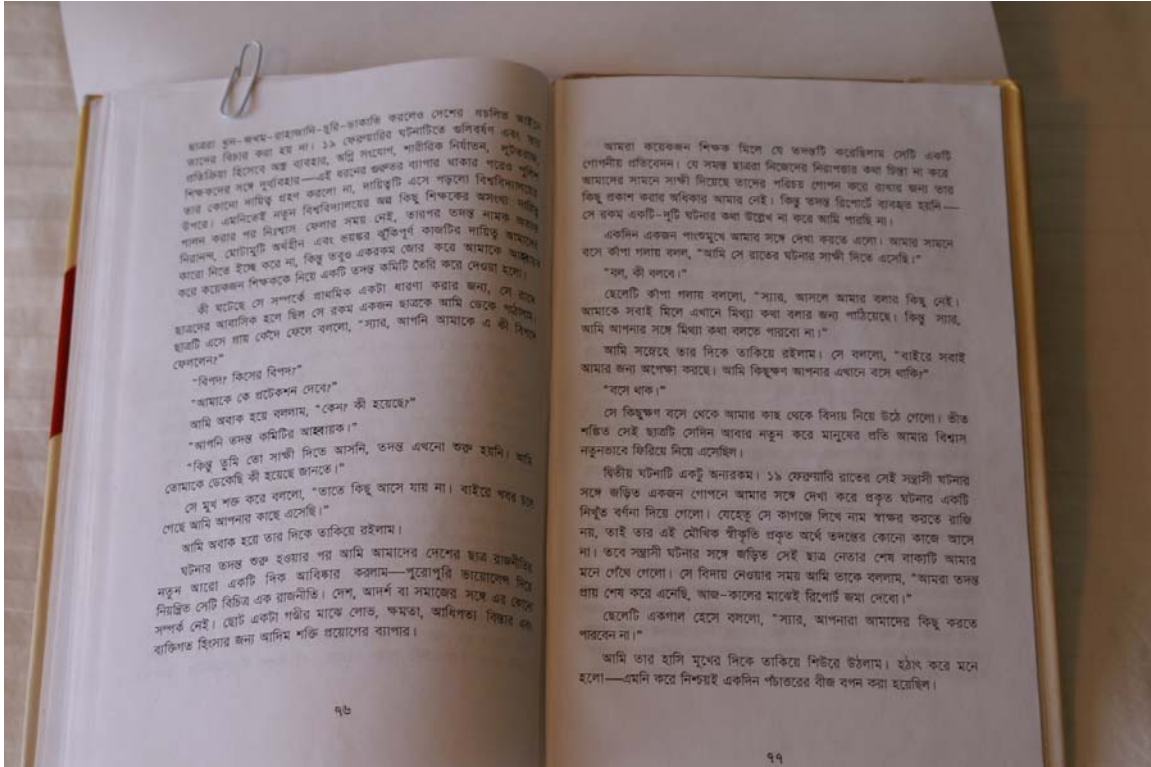 ছাত্ররা খুন-জখম-রাহাজানি-চুরি-ডাকাতি করলেও দেশের প্রচলিত আইনে
তাদের বিচার করা হয় না। ১৯ ফেব্রুয়ারির ঘটনাটিতে গুলিবর্ষণ এবং তার
প্রতিক্রিয়া হিসেবে অস্ত্র ব্যবহার, অগ্নি সংযোগ, শারীরিক নির্যাতন, লুটতরাজ,
শিক্ষকদের সঙ্গে দুর্ব্যবহার—এই ধরনের গুরুতর ব্যাপার থাকার পরেও পুলিশ
তার কোনো দায়িত্ব গ্রহণ করলো না, দায়িত্বটি এসে পড়লো বিশ্ববিদ্যালয়ের
উপরে। এমনিতেই নতুন বিশ্ববিদ্যালয়ের অল্প কিছু শিক্ষকের অসংখ্য দায়িত্ব
পালন করার পর নিঃশ্বাস ফেলার সময় নেই, তারপর তদন্ত নামক অত্যন্ত
নিরানন্দ, মোটামুটি অর্থহীন এবং ভয়ঙ্কর ঝুঁকিপূর্ণ কাজটির দায়িত্ব আমাদের
কারো নিতে ইচ্ছে করে না, কিন্তু তবুও একরকম জোর করে আমাকে আহ্বায়ক
করে কয়েকজন শিক্ষককে নিয়ে একটি তদন্ত কমিটি তৈরি করে দেওয়া হলো।
কী ঘটেছে সে সম্পর্কে প্রাথমিক একটা ধারণা করার জন্য, সে রাতে
ছাত্রদের আবাসিক হলে ছিল সে রকম একজন ছাত্রকে আমি ডেকে পাঠালাম।
ছাত্রটি এসে প্রায় কেঁদে ফেলে বললো, “স্যার, আপনি আমাকে এ কী বিপদে
ফেললেন?”
“বিপদ? কিসের বিপদ?”
“আমাকে কে প্রটেকশন দেবে?”
আমি অবাক হয়ে বললাম, “কেন? কী হয়েছে?”
“আপনি তদন্ত কমিটির আহ্বায়ক।”
“কিন্তু তুমি তো সাক্ষী দিতে আসনি, তদন্ত এখনো শুরু হয়নি। আমি
তোমাকে ডেকেছি কী হয়েছে জানতে।”
সে মুখ শক্ত করে বললো, “তাতে কিছু আসে যায় না। বাইরে খবর চলে
গেছে আমি আপনার কাছে এসেছি।”
আমি অবাক হয়ে তার দিকে তাকিয়ে রইলাম।
ঘটনার তদন্ত শুরু হওয়ার পর আমি আমাদের দেশের ছাত্র রাজনীতির
নতুন আরো একটি দিক আবিষ্কার করলাম—পুরোপুরি ভায়োলেন্স দিয়ে
নিয়ন্ত্রিত সেটি বিচিত্র এক রাজনীতি। দেশ, আদর্শ বা সমাজের সঙ্গে এর কোনো
সম্পর্ক নেই। ছোট একটা গণ্ডীর মাঝে লোভ, ক্ষমতা, আধিপত্য বিস্তার এবং
ব্যক্তিগত হিংসার জন্য আদিম শক্তি প্রয়োগের ব্যাপার।
৭৬
আমরা কয়েকজন শিক্ষক মিলে যে তদন্তটি করেছিলাম সেটি একটি
গোপনীয় প্রতিবেদন। যে সমস্ত ছাত্ররা নিজেদের নিরাপত্তার কথা চিন্তা না করে
আমাদের সামনে সাক্ষী দিয়েছে তাদের পরিচয় গোপন করে রাখার জন্য তার
কিছু প্রকাশ করার অধিকার আমার নেই। কিন্তু তদন্ত রিপোর্টে ব্যবহৃত হয়নি—
সে রকম একটি-দুটি ঘটনার কথা উল্লেখ না করে আমি পারছি না।
একদিন একজন পাংশুমুখে আমার সঙ্গে দেখা করতে এলো। আমার সামনে
বসে কাঁপা গলায় বলল, “আমি সে রাতের ঘটনার সাক্ষী দিতে এসেছি।”
“বল, কী বলবে।”
ছেলেটি কাঁপা গলায় বললো, “স্যার, আসলে আমার বলার কিছু নেই।
আমাকে সবাই মিলে এখানে মিথ্যা কথা বলার জন্য পাঠিয়েছে। কিন্তু স্যার,
আমি আপনার সঙ্গে মিথ্যা কথা বলতে পারবো না।”
আমি সস্নেহে তার দিকে তাকিয়ে রইলাম। সে বললো, “বাইরে সবাই
আমার জন্য অপেক্ষা করছে। আমি কিছুক্ষণ আপনার এখানে বসে থাকি?”
“বসে থাক।”
সে কিছুক্ষণ বসে থেকে আমার কাছ থেকে বিদায় নিয়ে উঠে গেলো। ভীত
শঙ্কিত সেই ছাত্রটি সেদিন আবার নতুন করে মানুষের প্রতি আমার বিশ্বাস
নতুনভাবে ফিরিয়ে নিয়ে এসেছিল।
দ্বিতীয় ঘটনাটি একটু অন্যরকম। ১৯ ফেব্রুয়ারি রাতের সেই সন্ত্রাসী ঘটনার
সঙ্গে জড়িত একজন গোপনে আমার সঙ্গে দেখা করে প্রকৃত ঘটনার একটি
নিখুঁত বর্ণনা দিয়ে গেলো। যেহেতু সে কাগজে লিখে নাম স্বাক্ষর করতে রাজি
নয়, তাই তার এই মৌখিক স্বীকৃতি প্রকৃত অর্থে তদন্তের কোনো কাজে আসে
না। তবে সন্ত্রাসী ঘটনার সঙ্গে জড়িত সেই ছাত্র নেতার শেষ বাক্যটি আমার
মনে গেঁথে গেলো। সে বিদায় নেওয়ার সময় আমি তাকে বললাম, “আমরা তদন্ত
প্রায় শেষ করে এনেছি, আজ-কালের মাঝেই রিপোর্ট জমা দেবো।”
ছেলেটি একগাল হেসে বললো, “স্যার, আপনারা আমাদের কিছু করতে
পারবেন না।”
আমি তার হাসি মুখের দিকে তাকিয়ে শিউরে উঠলাম। হঠাৎ করে মনে
হলো—এমনি করে নিশ্চয়ই একদিন পঁচাত্তরের বীজ বপন করা হয়েছিল।
৭৭